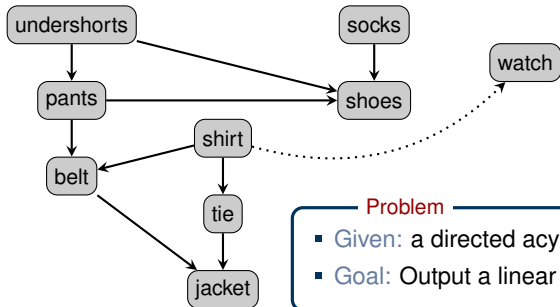 undershorts
socks
watch
pants
shoes
shirt
belt
tie
jacket
Problem
Given: a directed acy
Goal: Output a linear